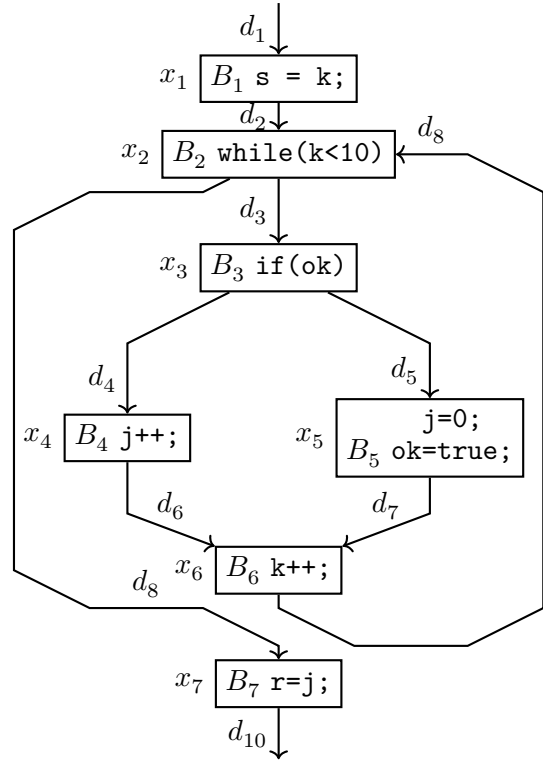 d1
x1 B1 s = k;
d2
x2 B2 while(k<10)
d8
d3
x3 B3 if(ok)
d4 d5
x4 B4 j++;
j=0;
x5 B5 ok=true;
d6 d7
x6 B6 k++;
d8
x7 B7 r=j;
d10